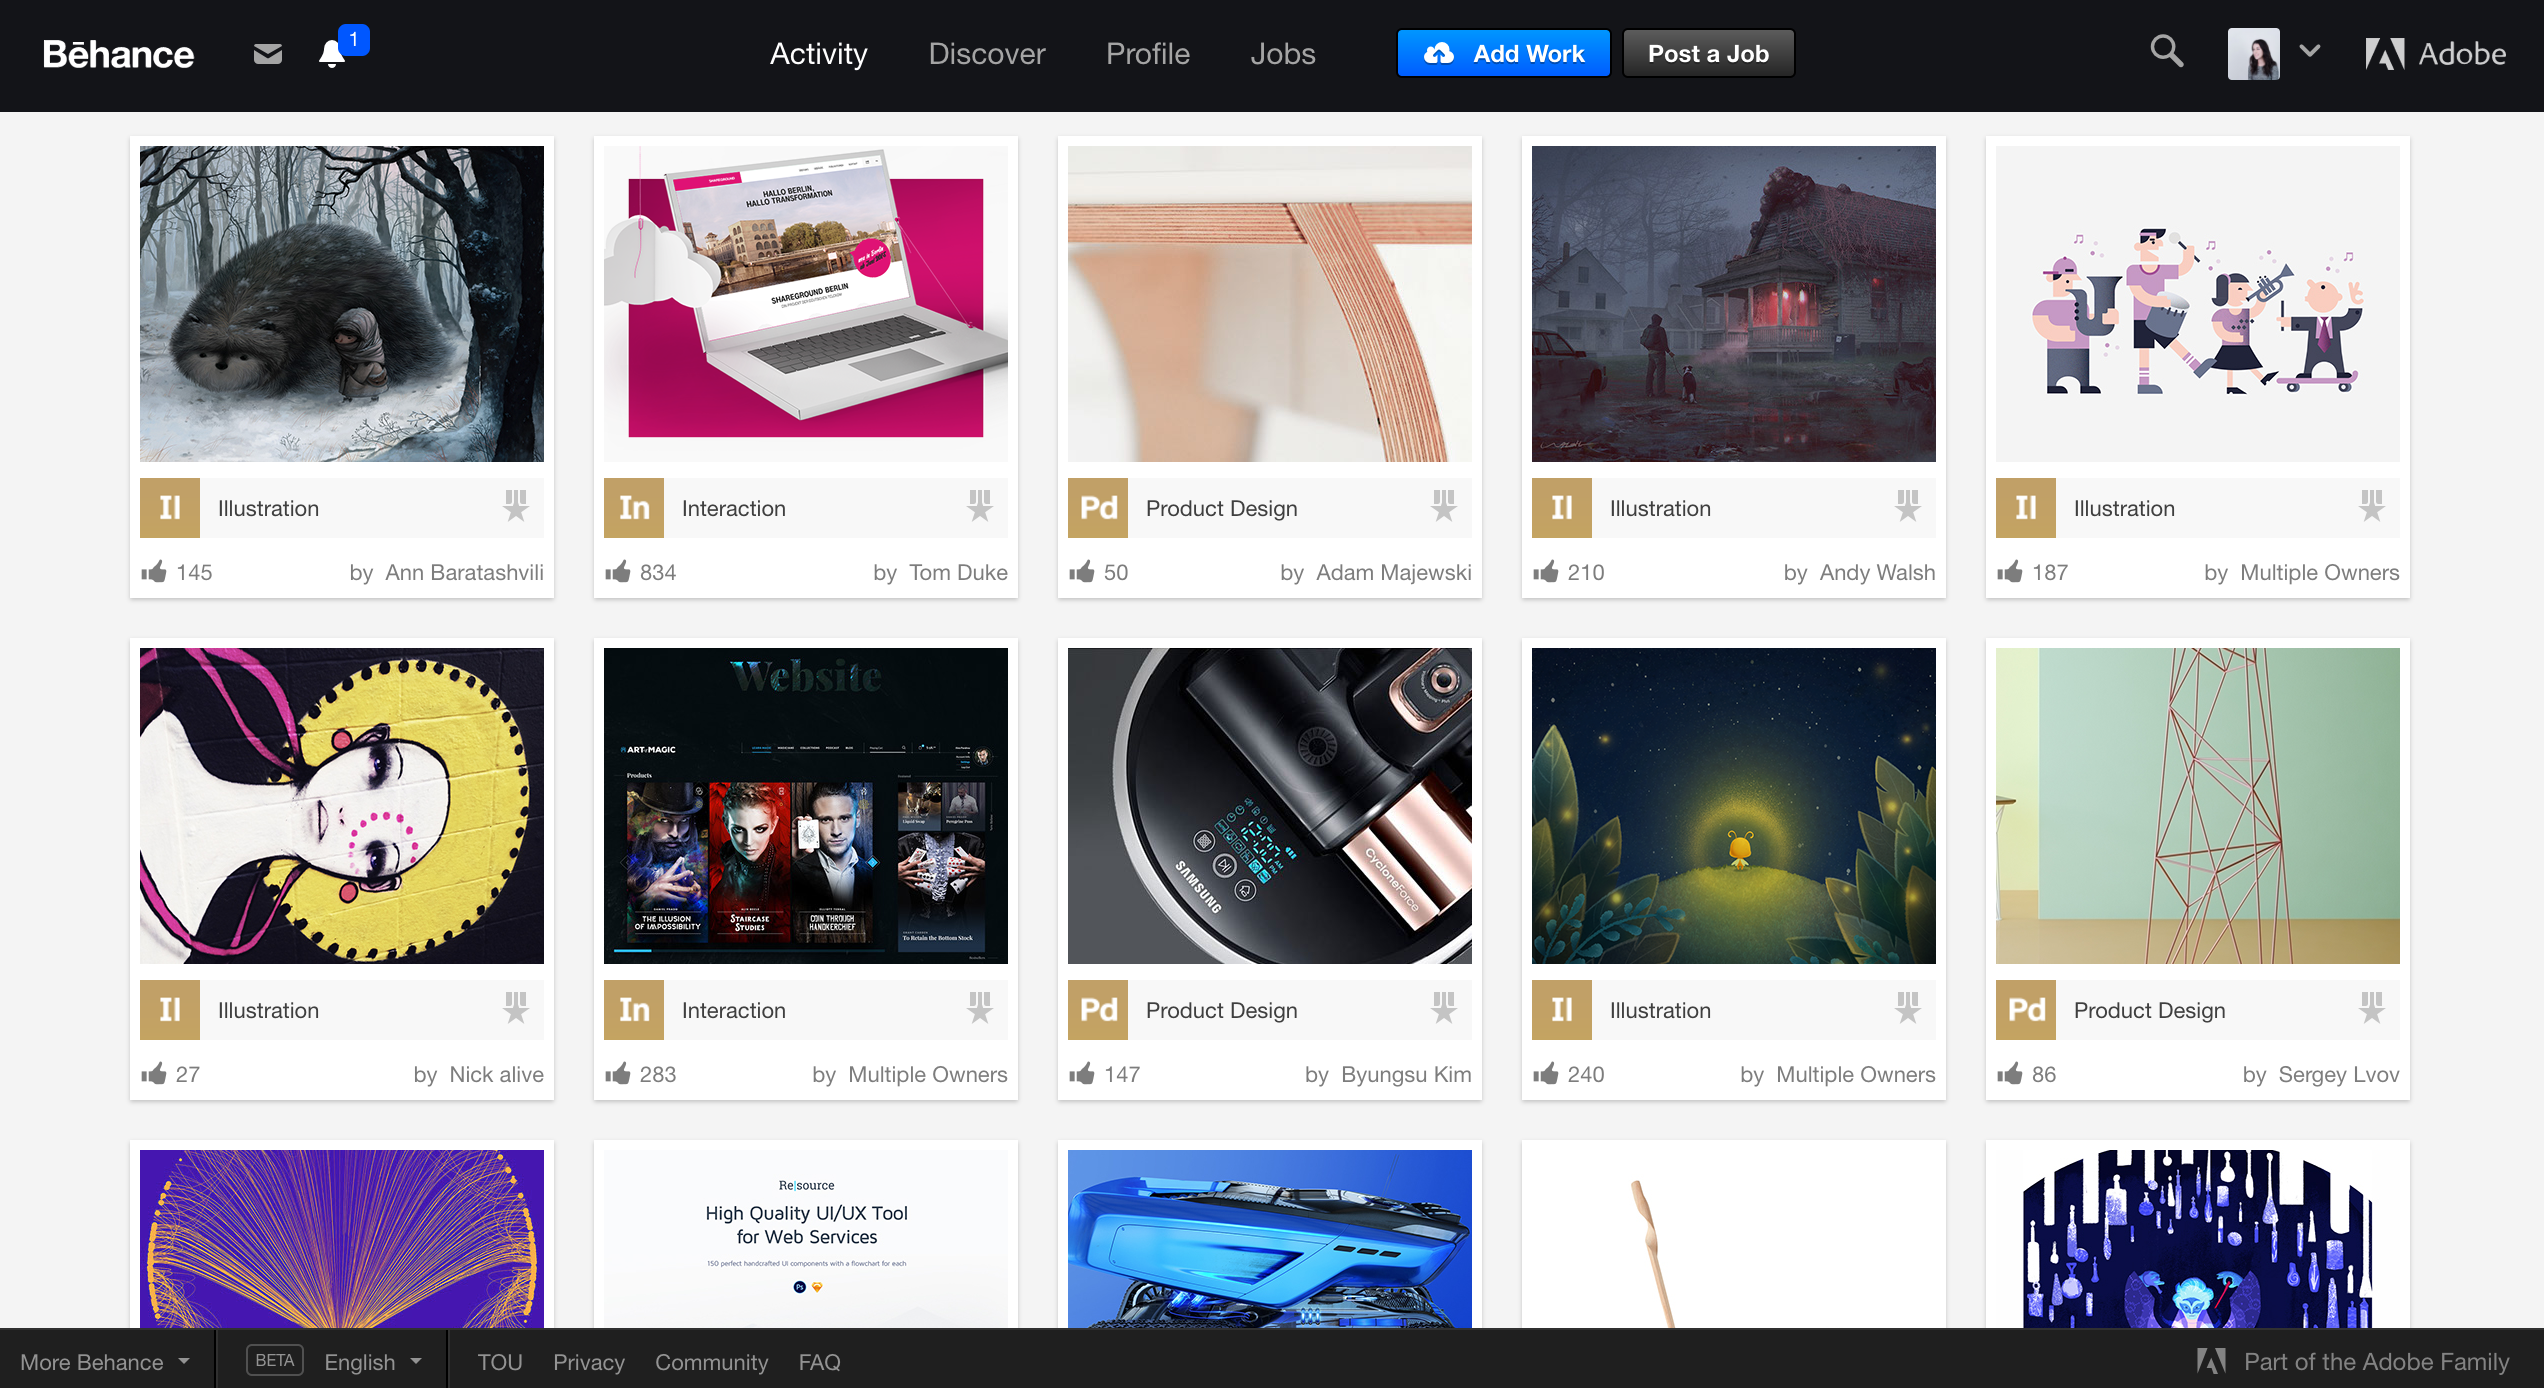 Bēhance
1
Activity
Discover
Profile
Jobs
Add Work
Post a Job
Adobe
SHAREGROUND
HALLO BERLIN,
HALLO TRANSFORMATION
SHAREGROUND BERLIN
Il Illustration
In Interaction
Pd Product Design
Il Illustration
Il Illustration
145 by Ann Baratashvili
834 by Tom Duke
50 by Adam Majewski
210 by Andy Walsh
187 by Multiple Owners
Website
ART of MAGIC
Products
THE ILLUSION
OF IMPOSSIBILITY
STAIRCASE
STUDIES
COIN THROUGH
HANDKERCHIEF
To Retain the Bottom Stock
SAMSUNG
CycloneForce
Il Illustration
In Interaction
Pd Product Design
Il Illustration
Pd Product Design
27 by Nick alive
283 by Multiple Owners
147 by Byungsu Kim
240 by Multiple Owners
86 by Sergey Lvov
Re|source
High Quality UI/UX Tool
for Web Services
150 perfect handcrafted UI components with a flowchart for each
Ps
More Behance
BETA
English
TOU
Privacy
Community
FAQ
Part of the Adobe Family